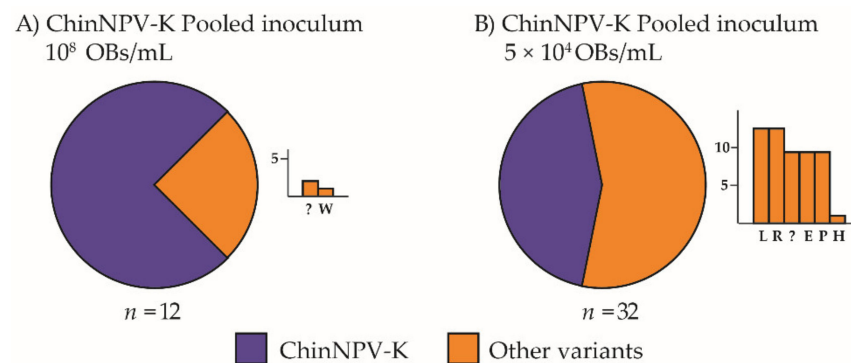 A) ChinNPV-K Pooled inoculum
10⁸ OBs/mL
5
? W
n = 12
B) ChinNPV-K Pooled inoculum
5 × 10⁴ OBs/mL
10
5
L R ? E P H
n = 32
ChinNPV-K
Other variants